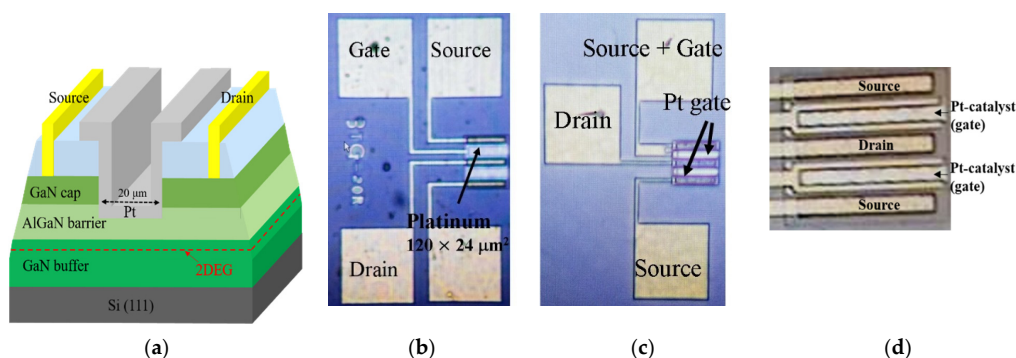 Source
Drain
20 μm
GaN cap
Pt
AlGaN barrier
2DEG
GaN buffer
Si (111)
(a)
Gate
Source
Platinum
120 × 24 μm²
Drain
(b)
Source + Gate
Pt gate
Drain
Source
(c)
Source
Pt-catalyst
(gate)
Drain
Pt-catalyst
(gate)
Source
(d)